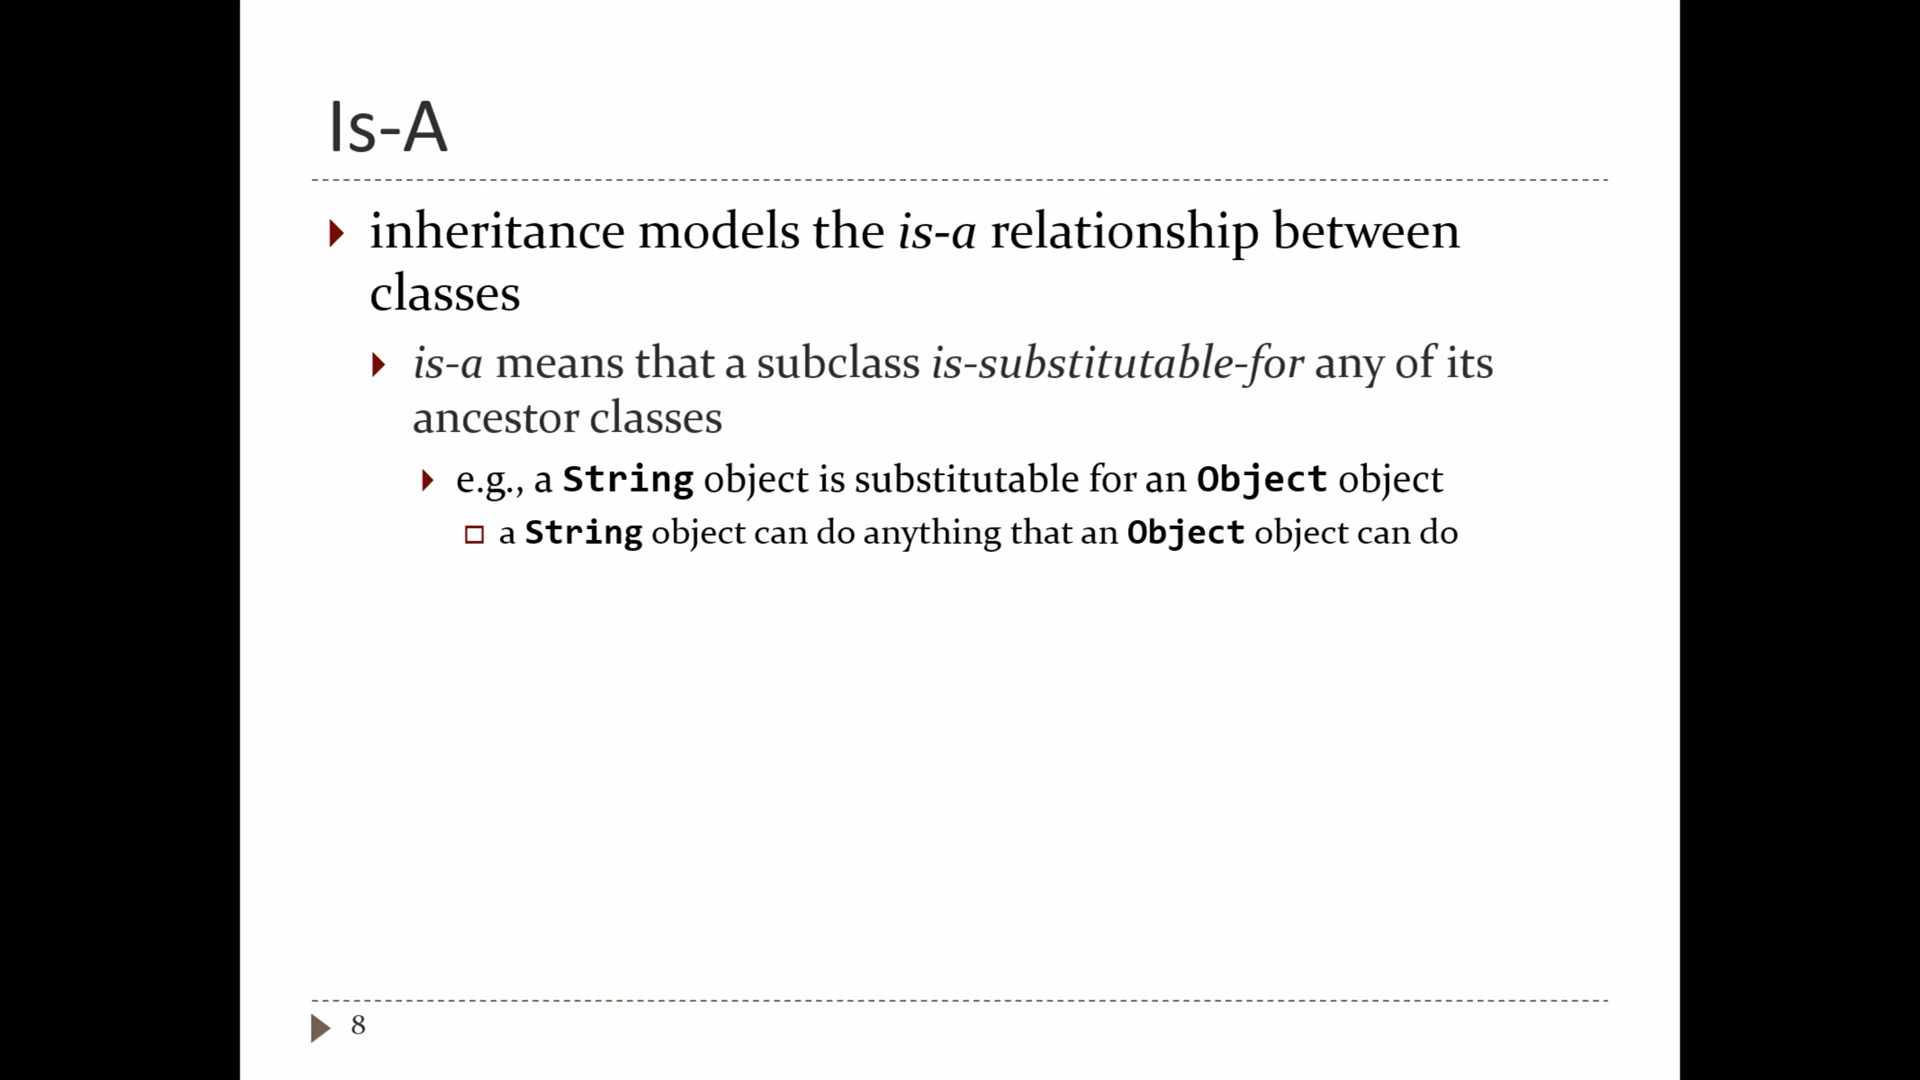 Is-A
inheritance models the is-a relationship between
classes
is-a means that a subclass is-substitutable-for any of its
ancestor classes
e.g., a String object is substitutable for an Object object
a String object can do anything that an Object object can do
8